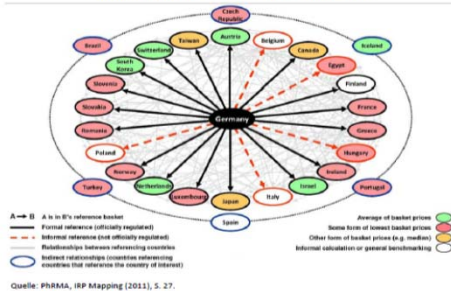 Czech Republic
Brazil
Switzerland
Taiwan
Austria
Belgium
Canada
Iceland
South Korea
Egypt
Slovenia
Finland
Slovakia
Germany
France
Romania
Greece
Poland
Hungary
Norway
Ireland
Turkey
Netherlands
Luxembourg
Japan
Italy
Israel
Portugal
Spain
A → B A is in B's reference basket
Formal reference (officially regulated)
Informal reference (not officially regulated)
Relationships between referencing countries
Indirect relationships (countries referencing countries that reference the country of interest)
Average of basket prices
Some form of lowest basket prices
Other form of basket prices (e.g. median)
Informal calculation or general benchmarking
Quelle: PhRMA, IRP Mapping (2011), S. 27.